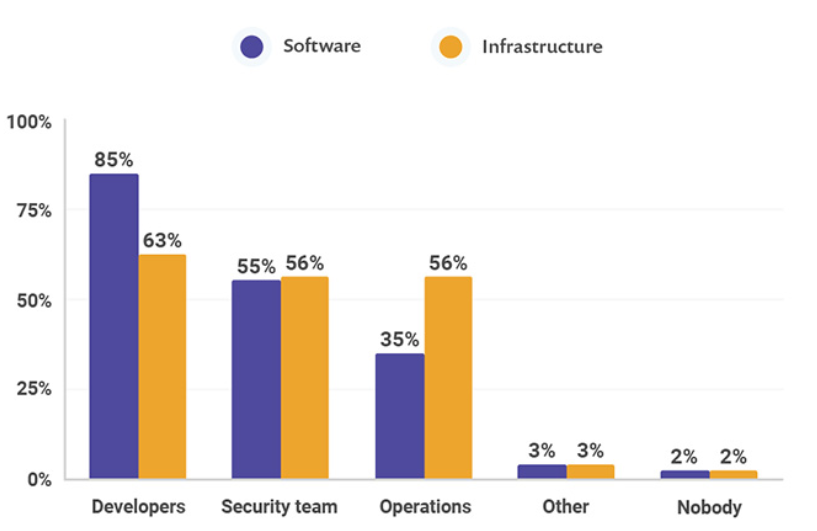 Software Infrastructure
100%
85%
75%
63%
55% 56% 56%
50%
35%
25%
3% 3% 2% 2%
0%
Developers Security team Operations Other Nobody